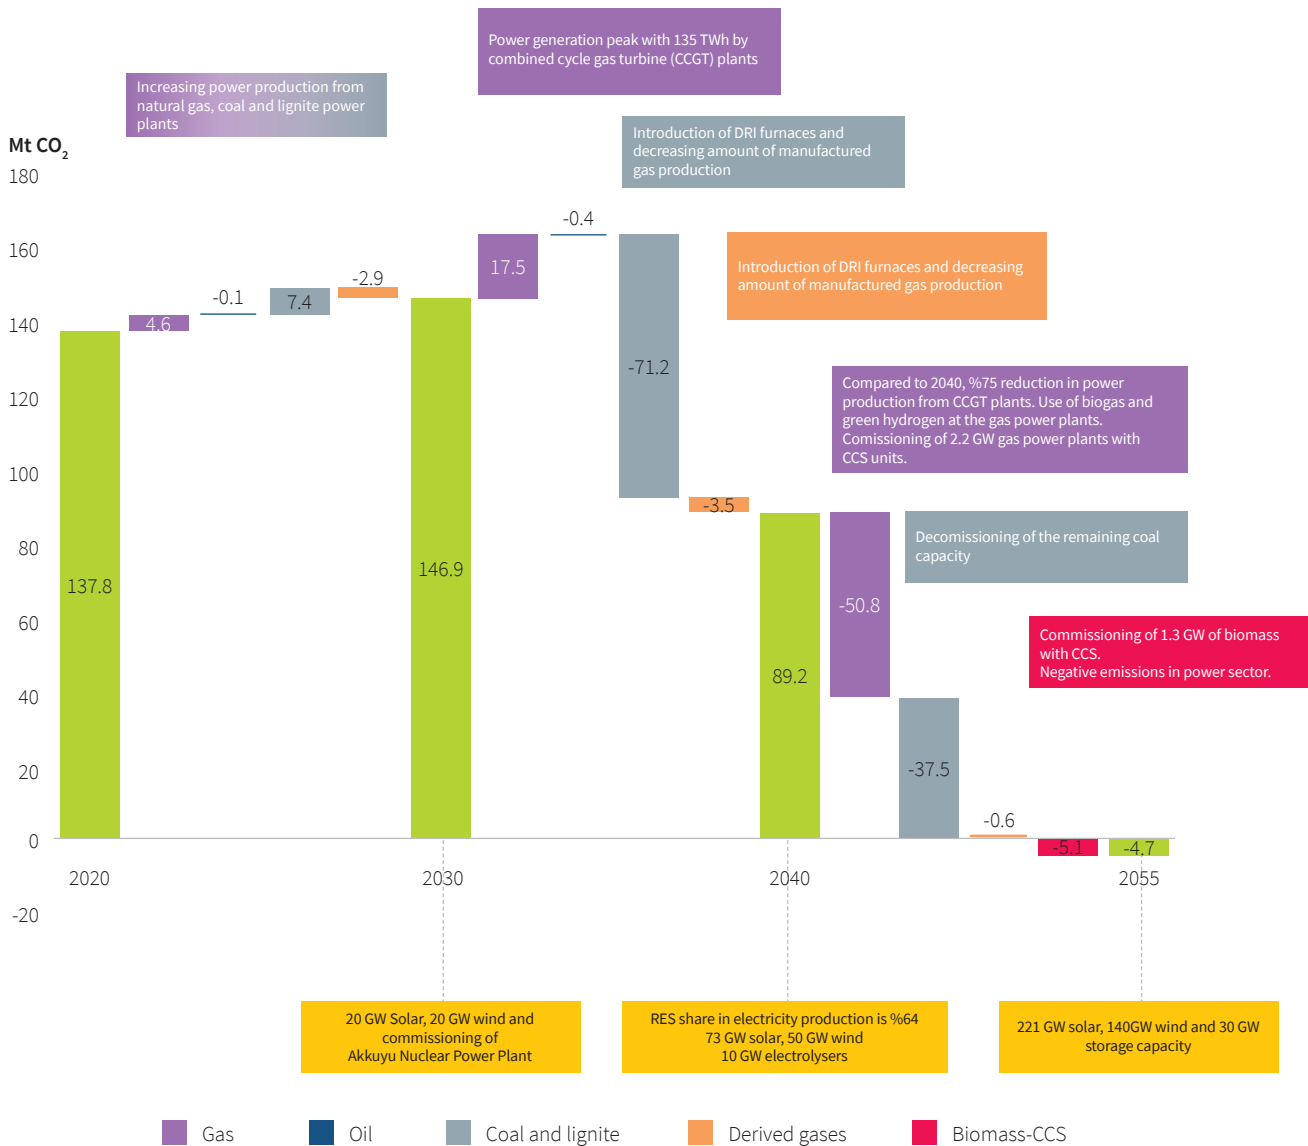 Power generation peak with 135 TWh by
combined cycle gas turbine (CCGT) plants
Increasing power production from
natural gas, coal and lignite power
plants
Introduction of DRI furnaces and
decreasing amount of manufactured
gas production
Mt CO2
180
160
140
120
100
80
60
40
20
0
-20
137.8
4.6
-0.1
7.4
-2.9
146.9
17.5
-0.4
-71.2
-3.5
89.2
-50.8
-37.5
-0.6
-5.1
-4.7
Introduction of DRI furnaces and decreasing
amount of manufactured gas production
Compared to 2040, %75 reduction in power
production from CCGT plants. Use of biogas and
green hydrogen at the gas power plants.
Comissioning of 2.2 GW gas power plants with
CCS units.
Decomissioning of the remaining coal
capacity
Commissioning of 1.3 GW of biomass
with CCS.
Negative emissions in power sector.
2020
2030
2040
2055
20 GW Solar, 20 GW wind and
commissioning of
Akkuyu Nuclear Power Plant
RES share in electricity production is %64
73 GW solar, 50 GW wind
10 GW electrolysers
221 GW solar, 140GW wind and 30 GW
storage capacity
Gas
Oil
Coal and lignite
Derived gases
Biomass-CCS